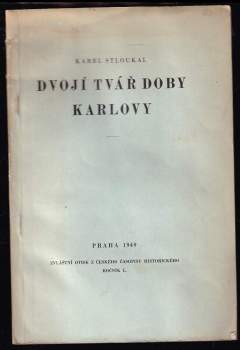 KAREL STLOUKAL
DVOJÍ TVÁŘ DOBY
KARLOVY
PRAHA 1948
ZVLÁŠTNÍ OTISK Z ČESKÉHO ČASOPISU HISTORICKÉHO
ROČNÍK L.